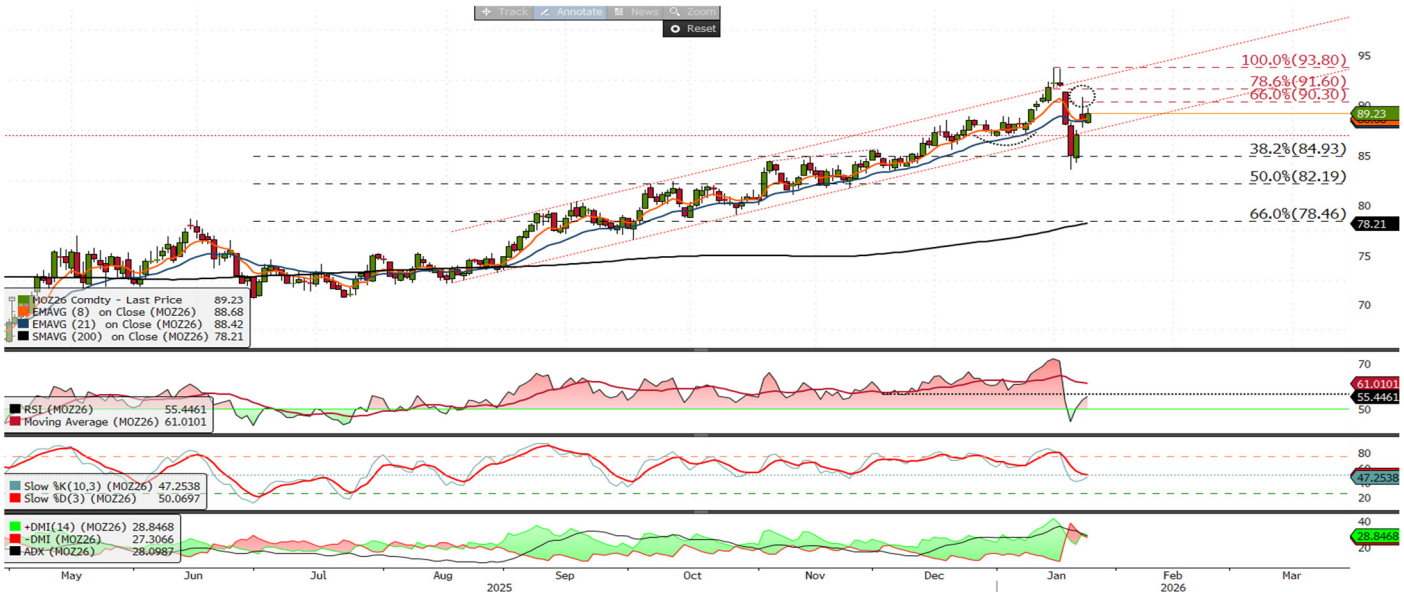 Track Annotate News Zoom
Reset
95
100.0%(93.80)
78.6%(91.60)
66.0%(90.30)
90
89.23
85
38.2%(84.93)
50.0%(82.19)
80
66.0%(78.46)
78.21
75
70
MOZ26 Comdty - Last Price 89.23
EMAVG (8) on Close (MOZ26) 88.68
EMAVG (21) on Close (MOZ26) 88.42
SMAVG (200) on Close (MOZ26) 78.21
70
61.0101
55.4461
50
RSI (MOZ26) 55.4461
Moving Average (MOZ26) 61.0101
80
47.2538
20
Slow %K(10,3) (MOZ26) 47.2538
Slow %D(3) (MOZ26) 50.0697
40
28.8468
20
+DMI(14) (MOZ26) 28.8468
-DMI (MOZ26) 27.3066
ADX (MOZ26) 28.0987
May Jun Jul Aug Sep Oct Nov Dec Jan Feb Mar
2025 2026